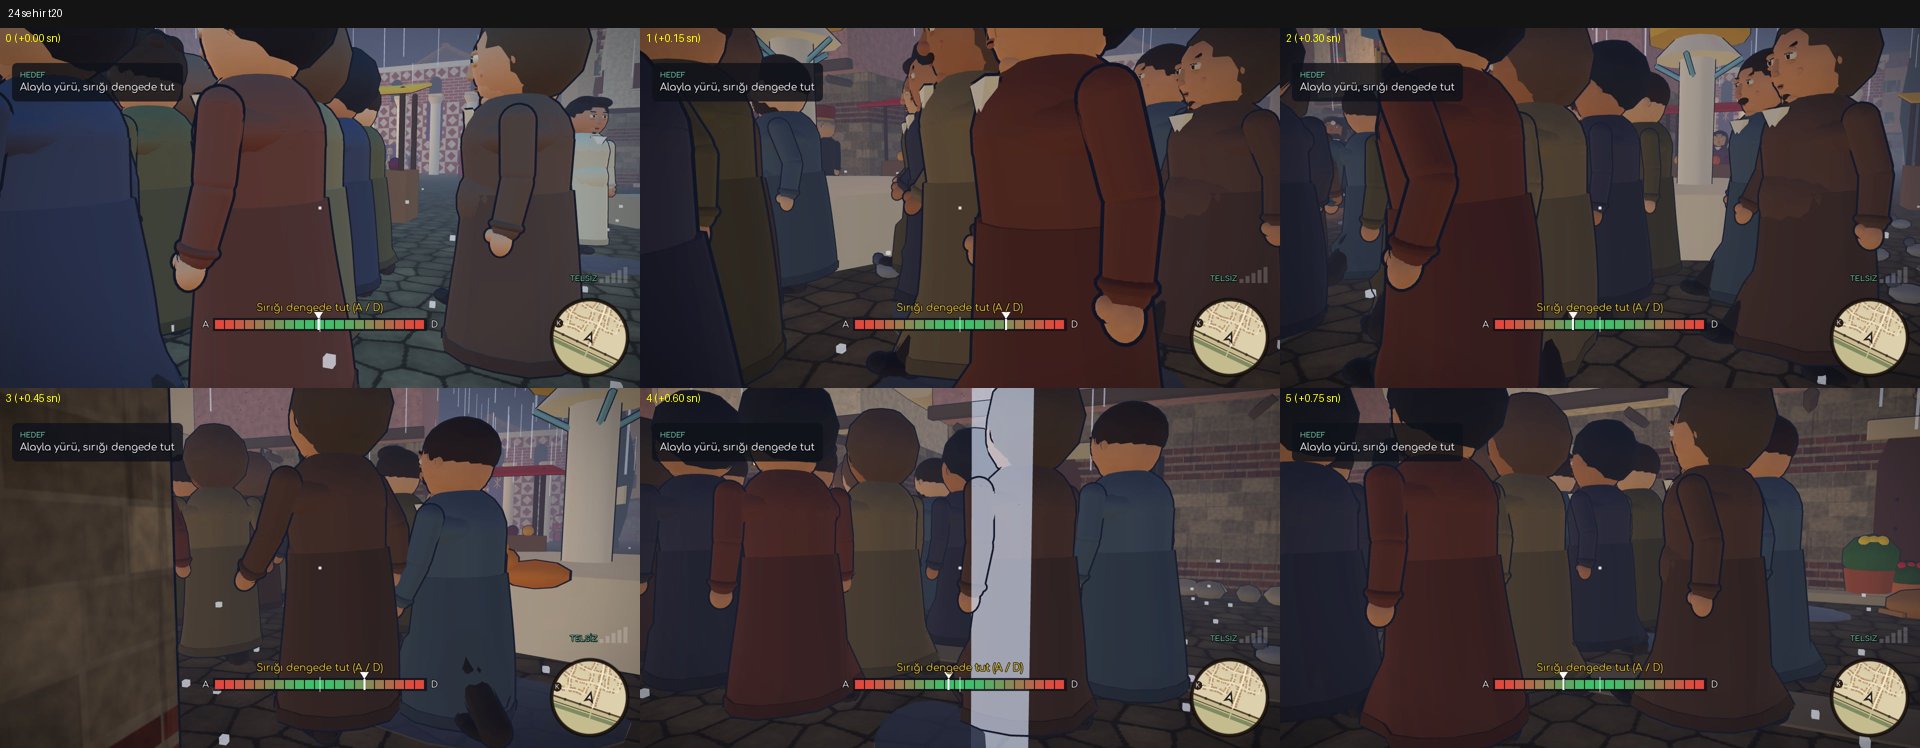 24sehir t20
0 (+0.00 sn)
HEDEF
Alayla yürü, sırığı dengede tut
TELSİZ
Sırığı dengede tut (A / D)
A D
1 (+0.15 sn)
HEDEF
Alayla yürü, sırığı dengede tut
TELSİZ
Sırığı dengede tut (A / D)
A D
2 (+0.30 sn)
HEDEF
Alayla yürü, sırığı dengede tut
TELSİZ
Sırığı dengede tut (A / D)
A D
3 (+0.45 sn)
HEDEF
Alayla yürü, sırığı dengede tut
TELSİZ
Sırığı dengede tut (A / D)
A D
4 (+0.60 sn)
HEDEF
Alayla yürü, sırığı dengede tut
TELSİZ
Sırığı dengede tut (A / D)
A D
5 (+0.75 sn)
HEDEF
Alayla yürü, sırığı dengede tut
TELSİZ
Sırığı dengede tut (A / D)
A D